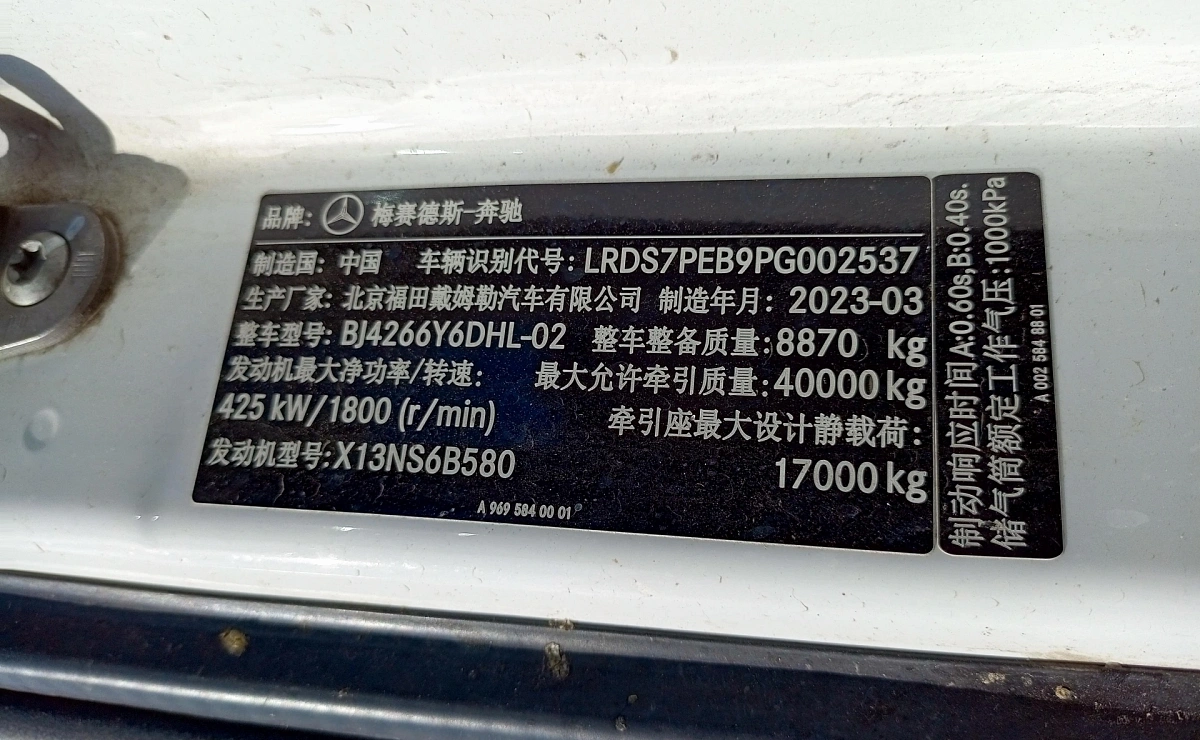 品牌: 梅赛德斯-奔驰
制造国: 中国 车辆识别代号: LRDS7PEB9PG002537
生产厂家: 北京福田戴姆勒汽车有限公司 制造年月: 2023-03
整车型号: BJ4266Y6DHL-02 整车整备质量: 8870 kg
发动机最大净功率/转速: 最大允许牵引质量: 40000 kg
425 kW/1800 (r/min) 牵引座最大设计静载荷:
发动机型号: X13NS6B580 17000 kg
A 969 584 00 01
制动响应时间A:0.60s,B:0.40s.
储气筒额定工作气压:1000kPa
A 002 584 88 01